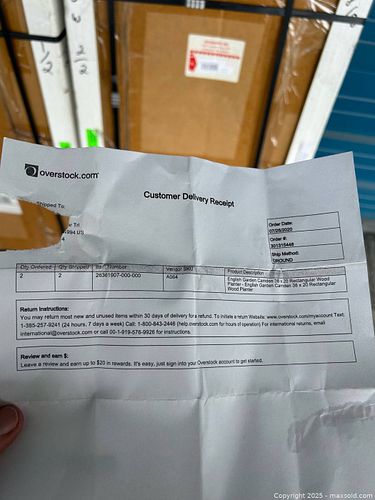 overstock.com
Customer Delivery Receipt
Shipped To:
Order Date:
07/28/2020
Order #:
Ship Method:
GROUND
Qty Ordered Qty Shipped Item Number Vendor SKU Product Description
2 2 28361907-000-000 A064 English Garden Camden 36 x 20 Rectangular Wood
Planter - English Garden Camden 36 x 20 Rectangular
Wood Planter
Return Instructions:
You may return most new and unused items within 30 days of delivery for a refund. To initiate a return Website: www.overstock.com/myaccount Text:
1-385-257-9241 (24 hours, 7 days a week) Call: 1-800-843-2446 (help.overstock.com for hours of operation) For international returns, email
international@overstock.com or call 00-1-919-576-9926 for instructions.
Review and earn $:
Leave a review and earn up to $20 in rewards. It's easy, just sign into your Overstock account to get started.
Copyright 2025 - maxsold.com